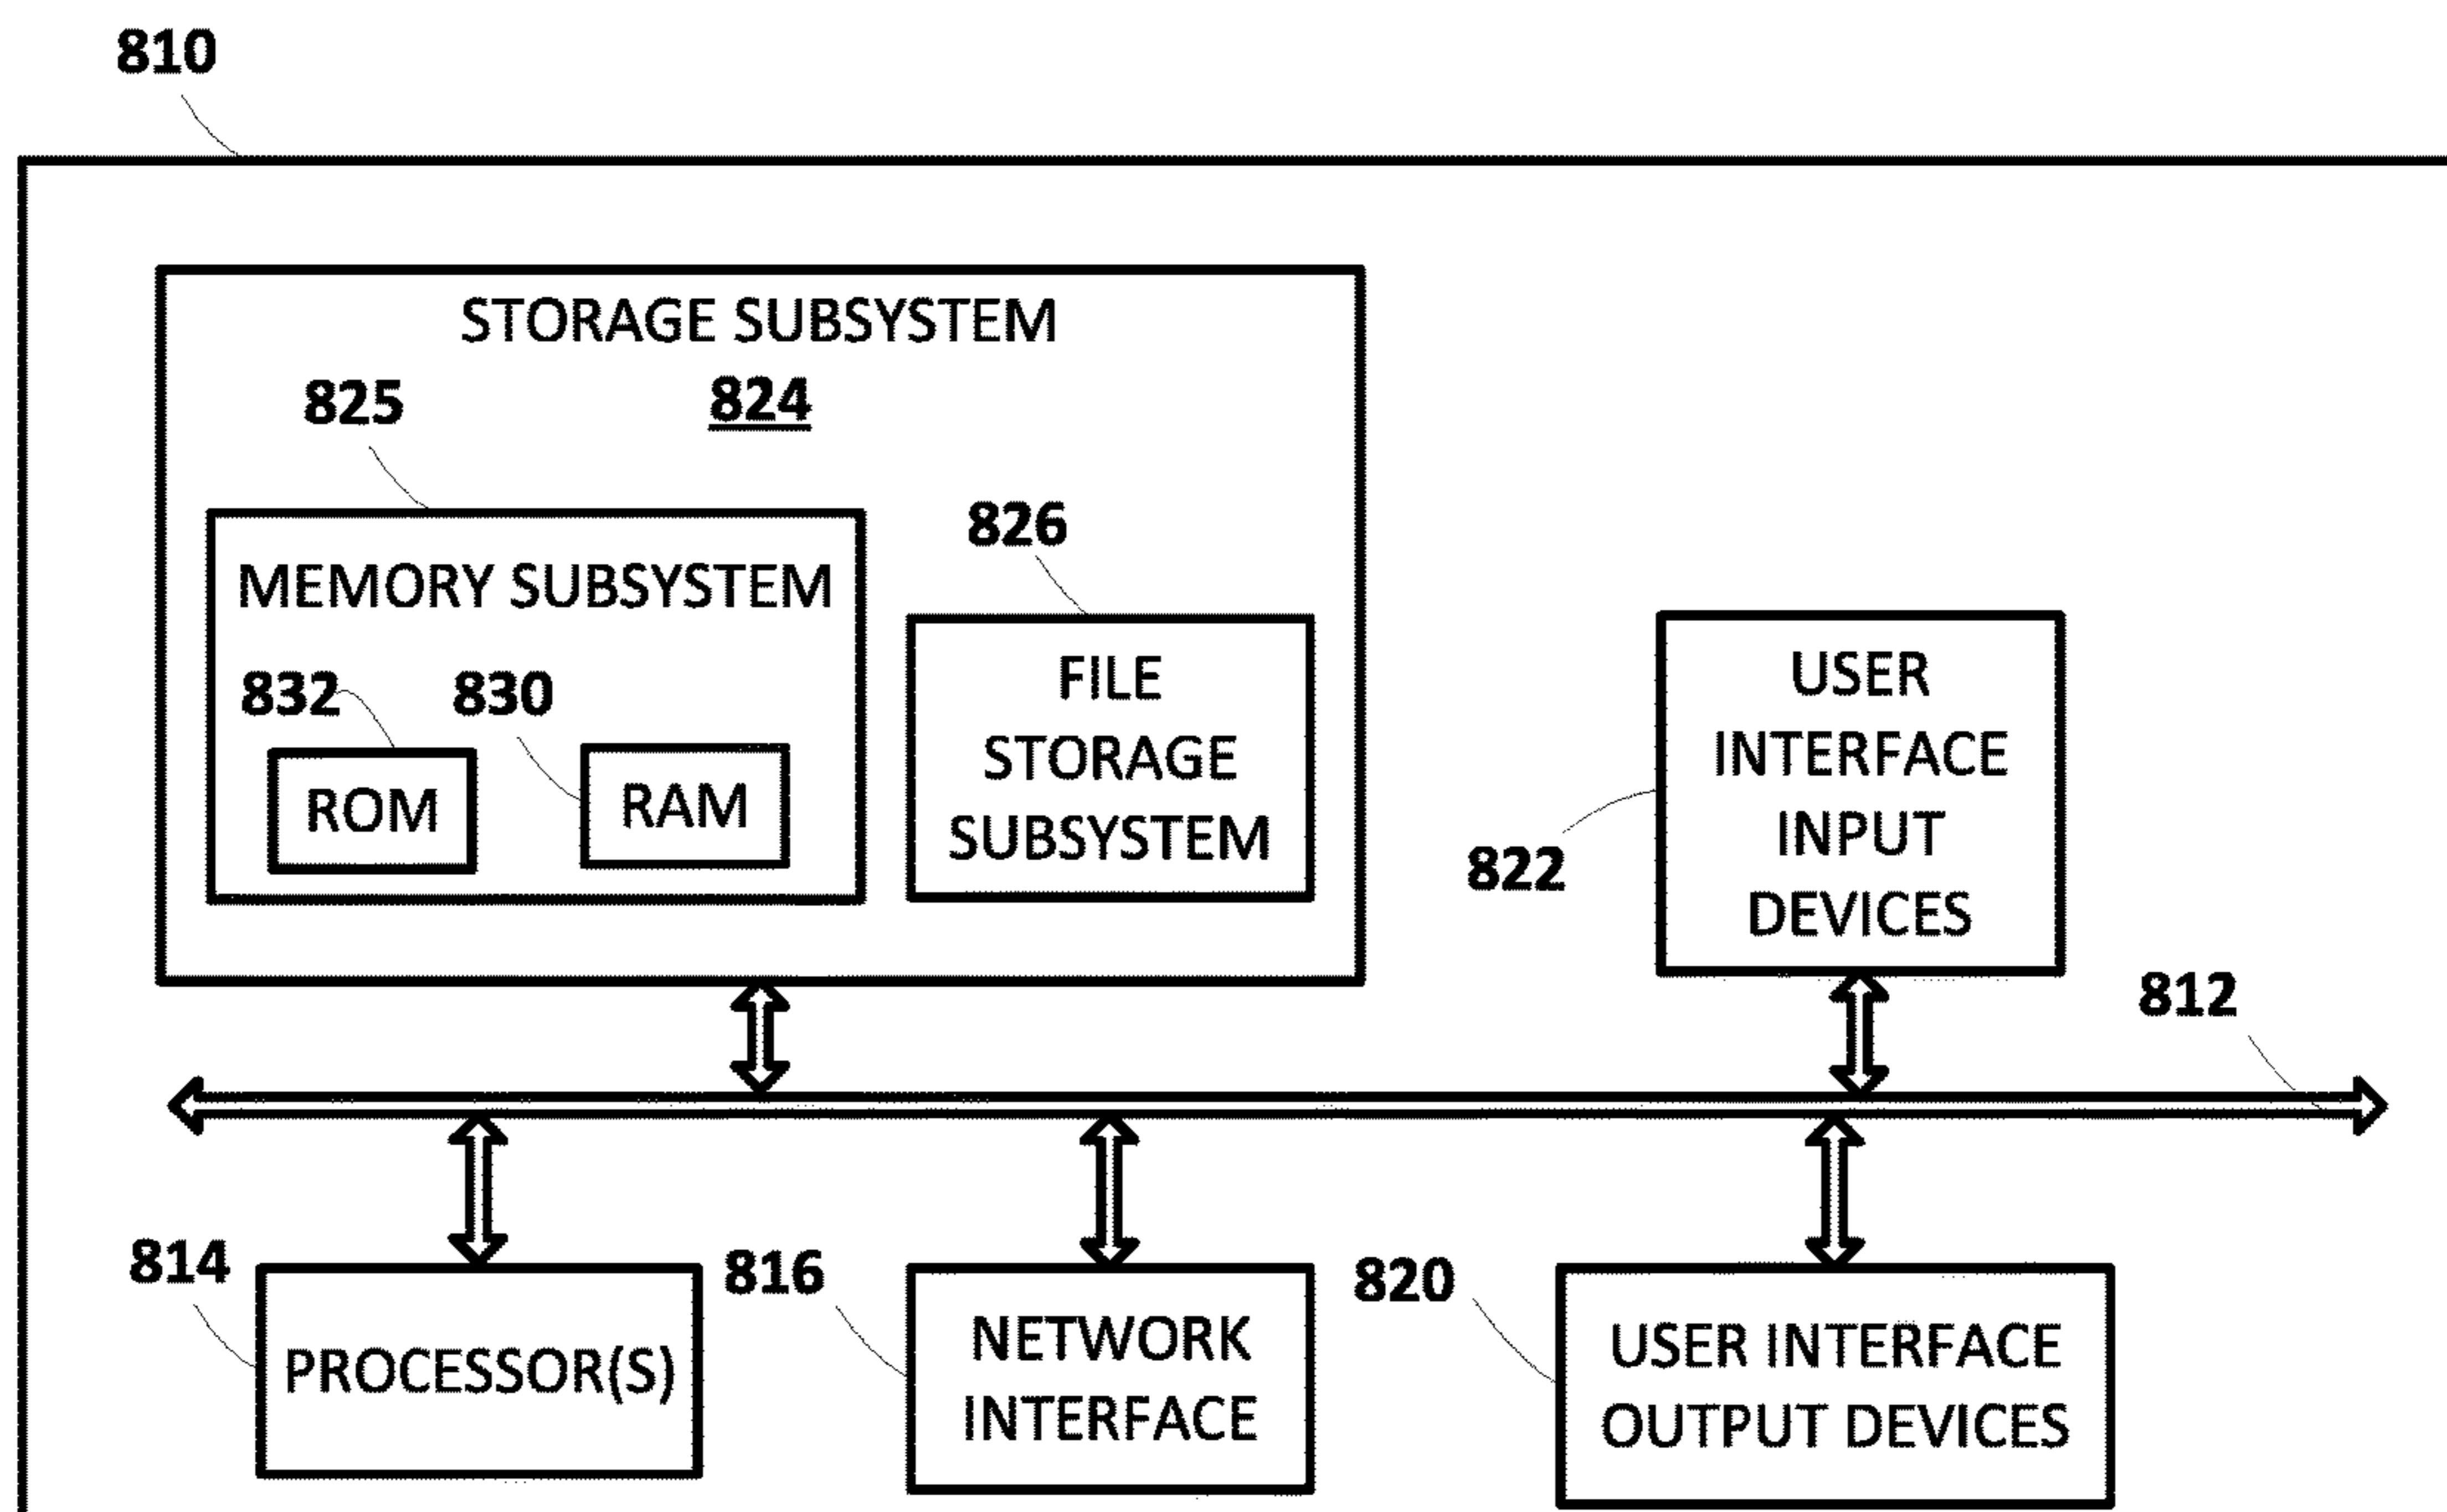 810
STORAGE SUBSYSTEM
825
824
MEMORY SUBSYSTEM
826
832
830
ROM
RAM
FILE
STORAGE
SUBSYSTEM
USER
INTERFACE
INPUT
DEVICES
822
812
814
PROCESSOR(S)
816
NETWORK
INTERFACE
820
USER INTERFACE
OUTPUT DEVICES